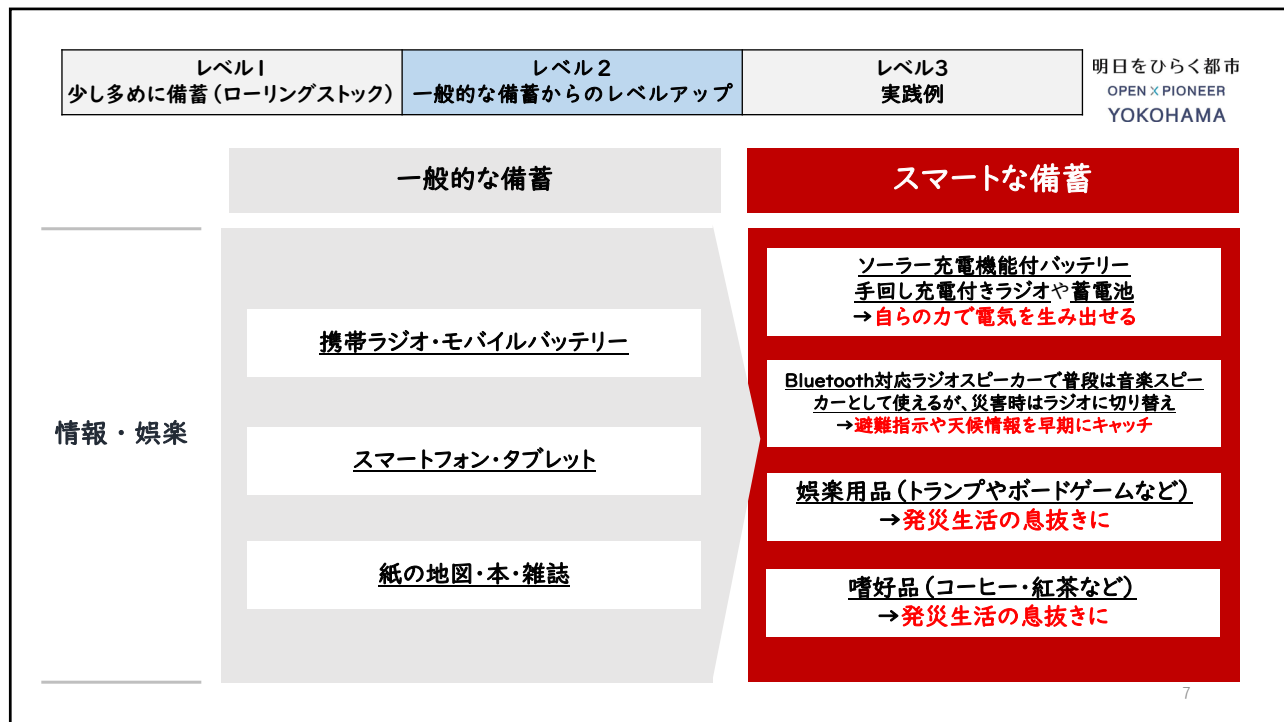 レベル1
少し多めに備蓄(ローリングストック)
レベル2
一般的な備蓄からのレベルアップ
レベル3
実践例
明日をひらく都市
OPEN X PIONEER
YOKOHAMA
一般的な備蓄
スマートな備蓄
情報・娯楽
携帯ラジオ・モバイルバッテリー
スマートフォン・タブレット
紙の地図・本・雑誌
ソーラー充電機能付バッテリー
手回し充電付きラジオや蓄電池
→自らの力で電気を生み出せる
Bluetooth対応ラジオスピーカーで普段は音楽スピー
カーとして使えるが、災害時はラジオに切り替え
→避難指示や天候情報を早期にキャッチ
娯楽用品(トランプやボードゲームなど)
→発災生活の息抜きに
嗜好品(コーヒー・紅茶など)
→発災生活の息抜きに
7